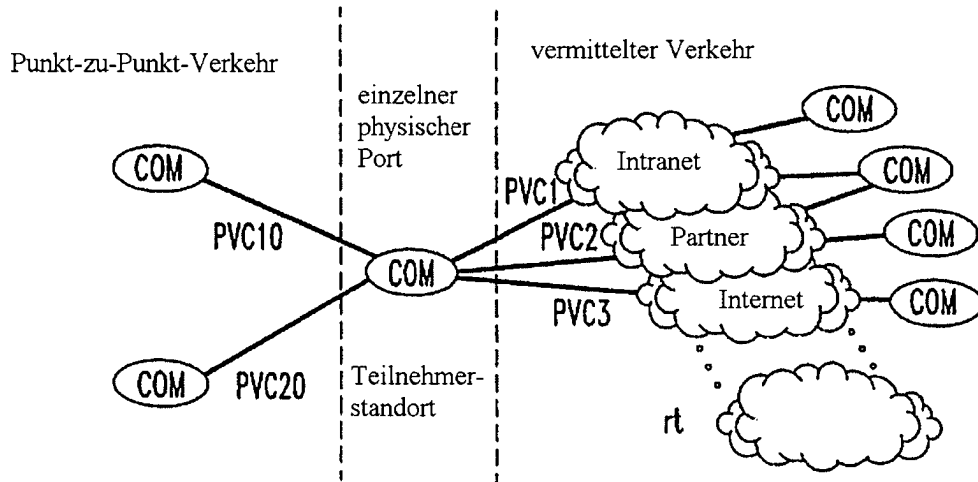 Punkt-zu-Punkt-Verkehr
vermittelter Verkehr
einzelner
physischer
Port
COM
COM
Intranet
COM
COM
PVC1
PVC10
PVC2
Partner
COM
COM
Internet
COM
PVC3
COM
PVC20
Teilnehmer-
standort
rt